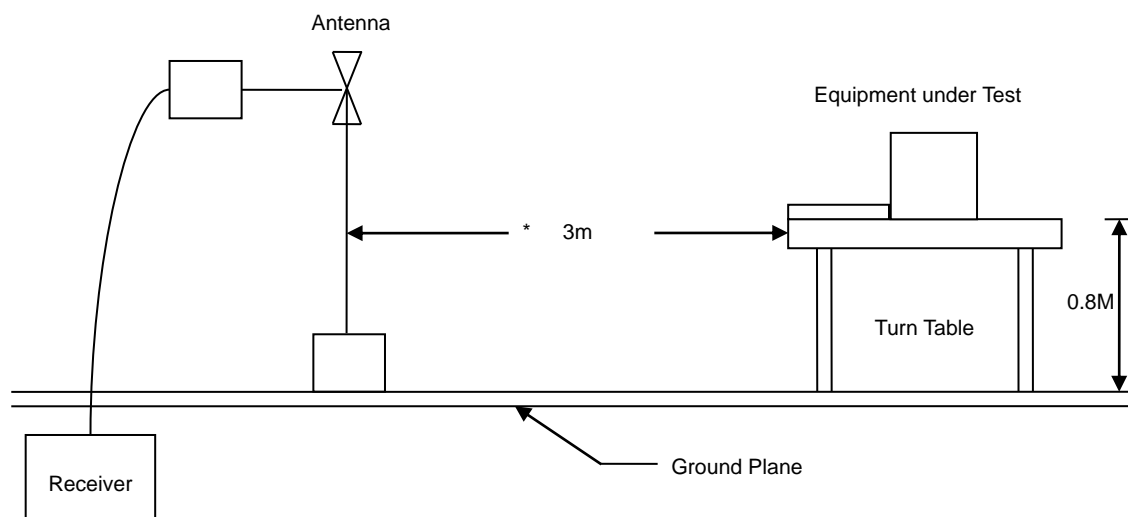 Antenna
Equipment under Test
* 3m
0.8M
Turn Table
Ground Plane
Receiver